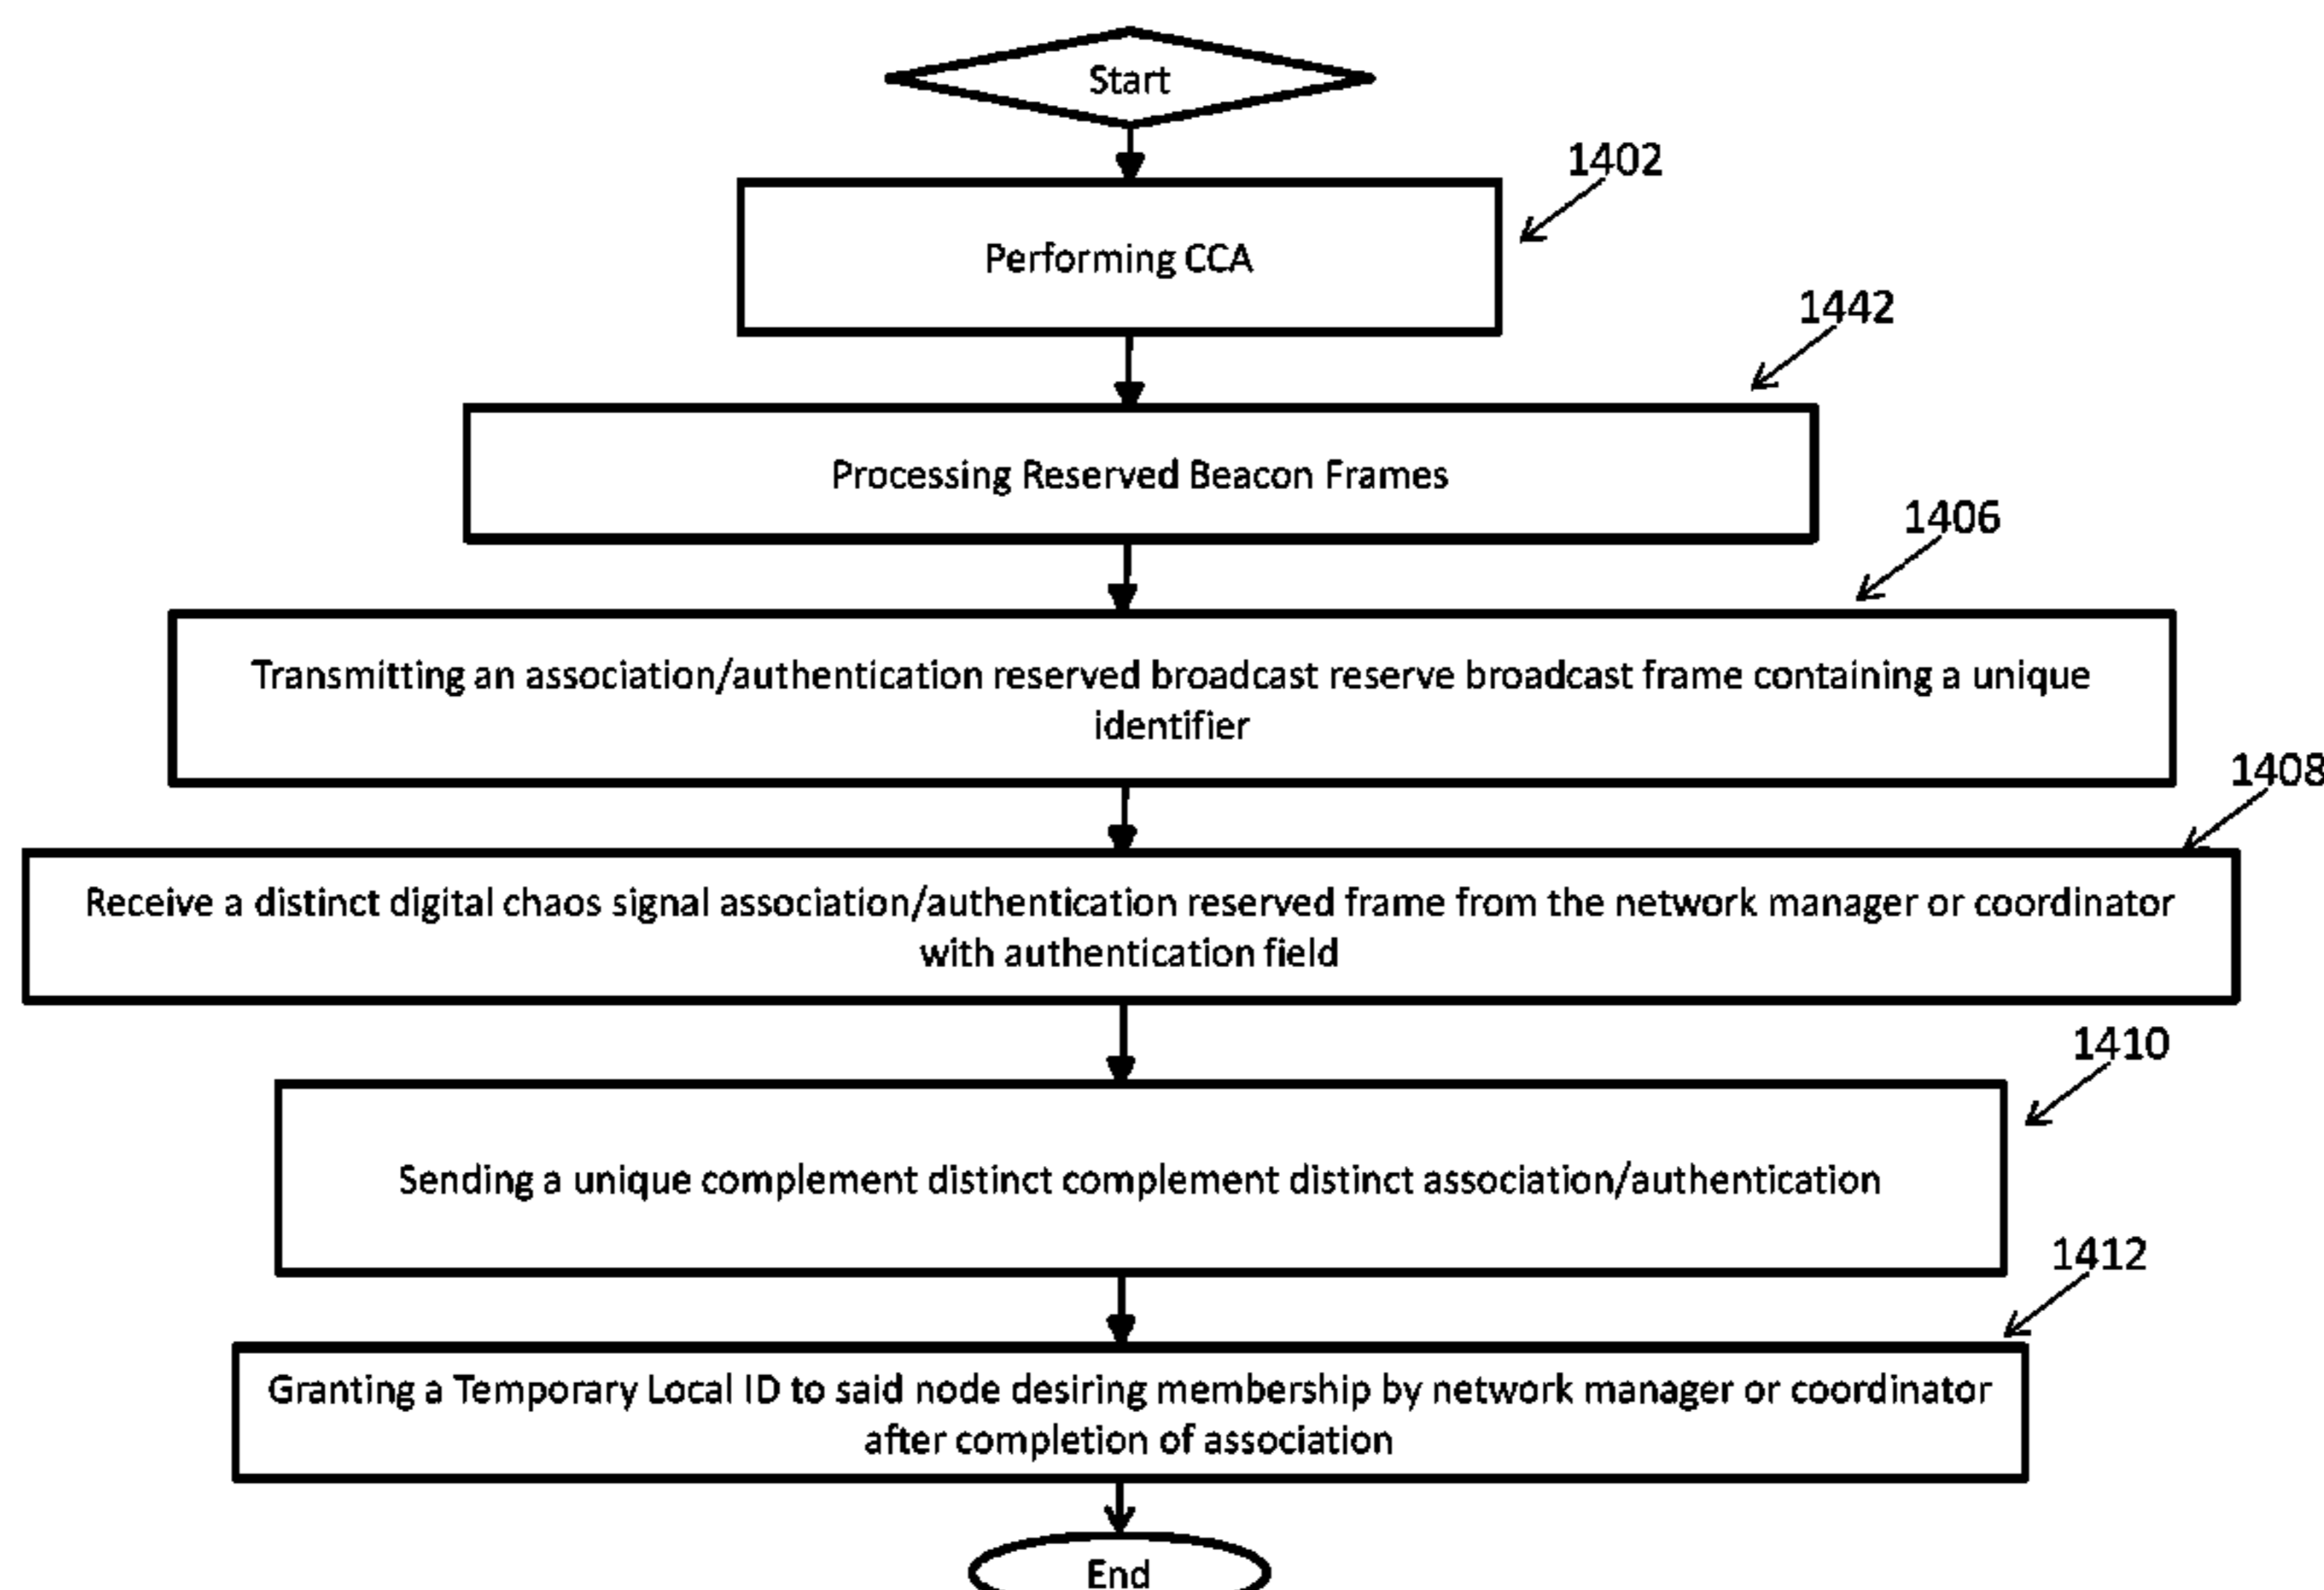 Start
1402
Performing CCA
1442
Processing Reserved Beacon Frames
1406
Transmitting an association/authentication reserved broadcast reserve broadcast frame containing a unique
identifier
1408
Receive a distinct digital chaos signal association/authentication reserved frame from the network manager or coordinator
with authentication field
1410
Sending a unique complement distinct complement distinct association/authentication
1412
Granting a Temporary Local ID to said node desiring membership by network manager or coordinator
after completion of association
End